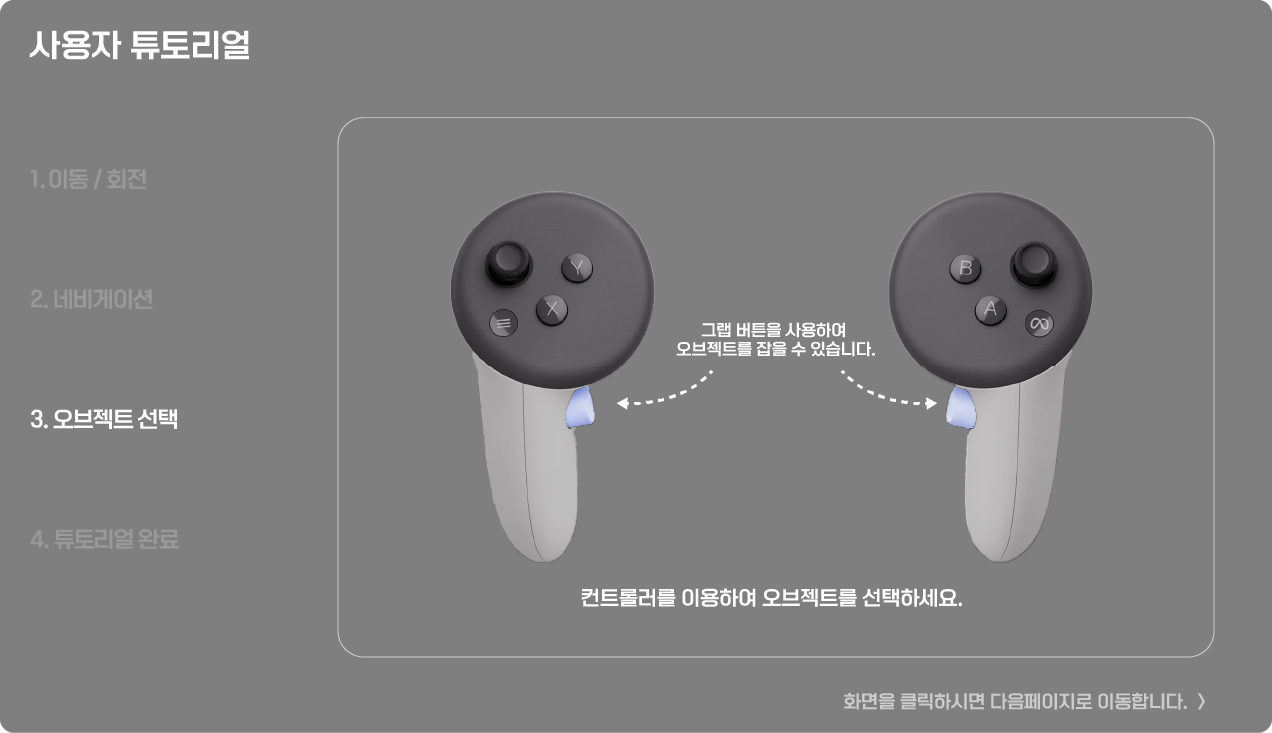 사용자 튜토리얼
1. 이동 / 회전
2. 네비게이션
3. 오브젝트 선택
4. 튜토리얼 완료
Y
X
B
A
그랩 버튼을 사용하여
오브젝트를 잡을 수 있습니다.
컨트롤러를 이용하여 오브젝트를 선택하세요.
화면을 클릭하시면 다음페이지로 이동합니다. 〉